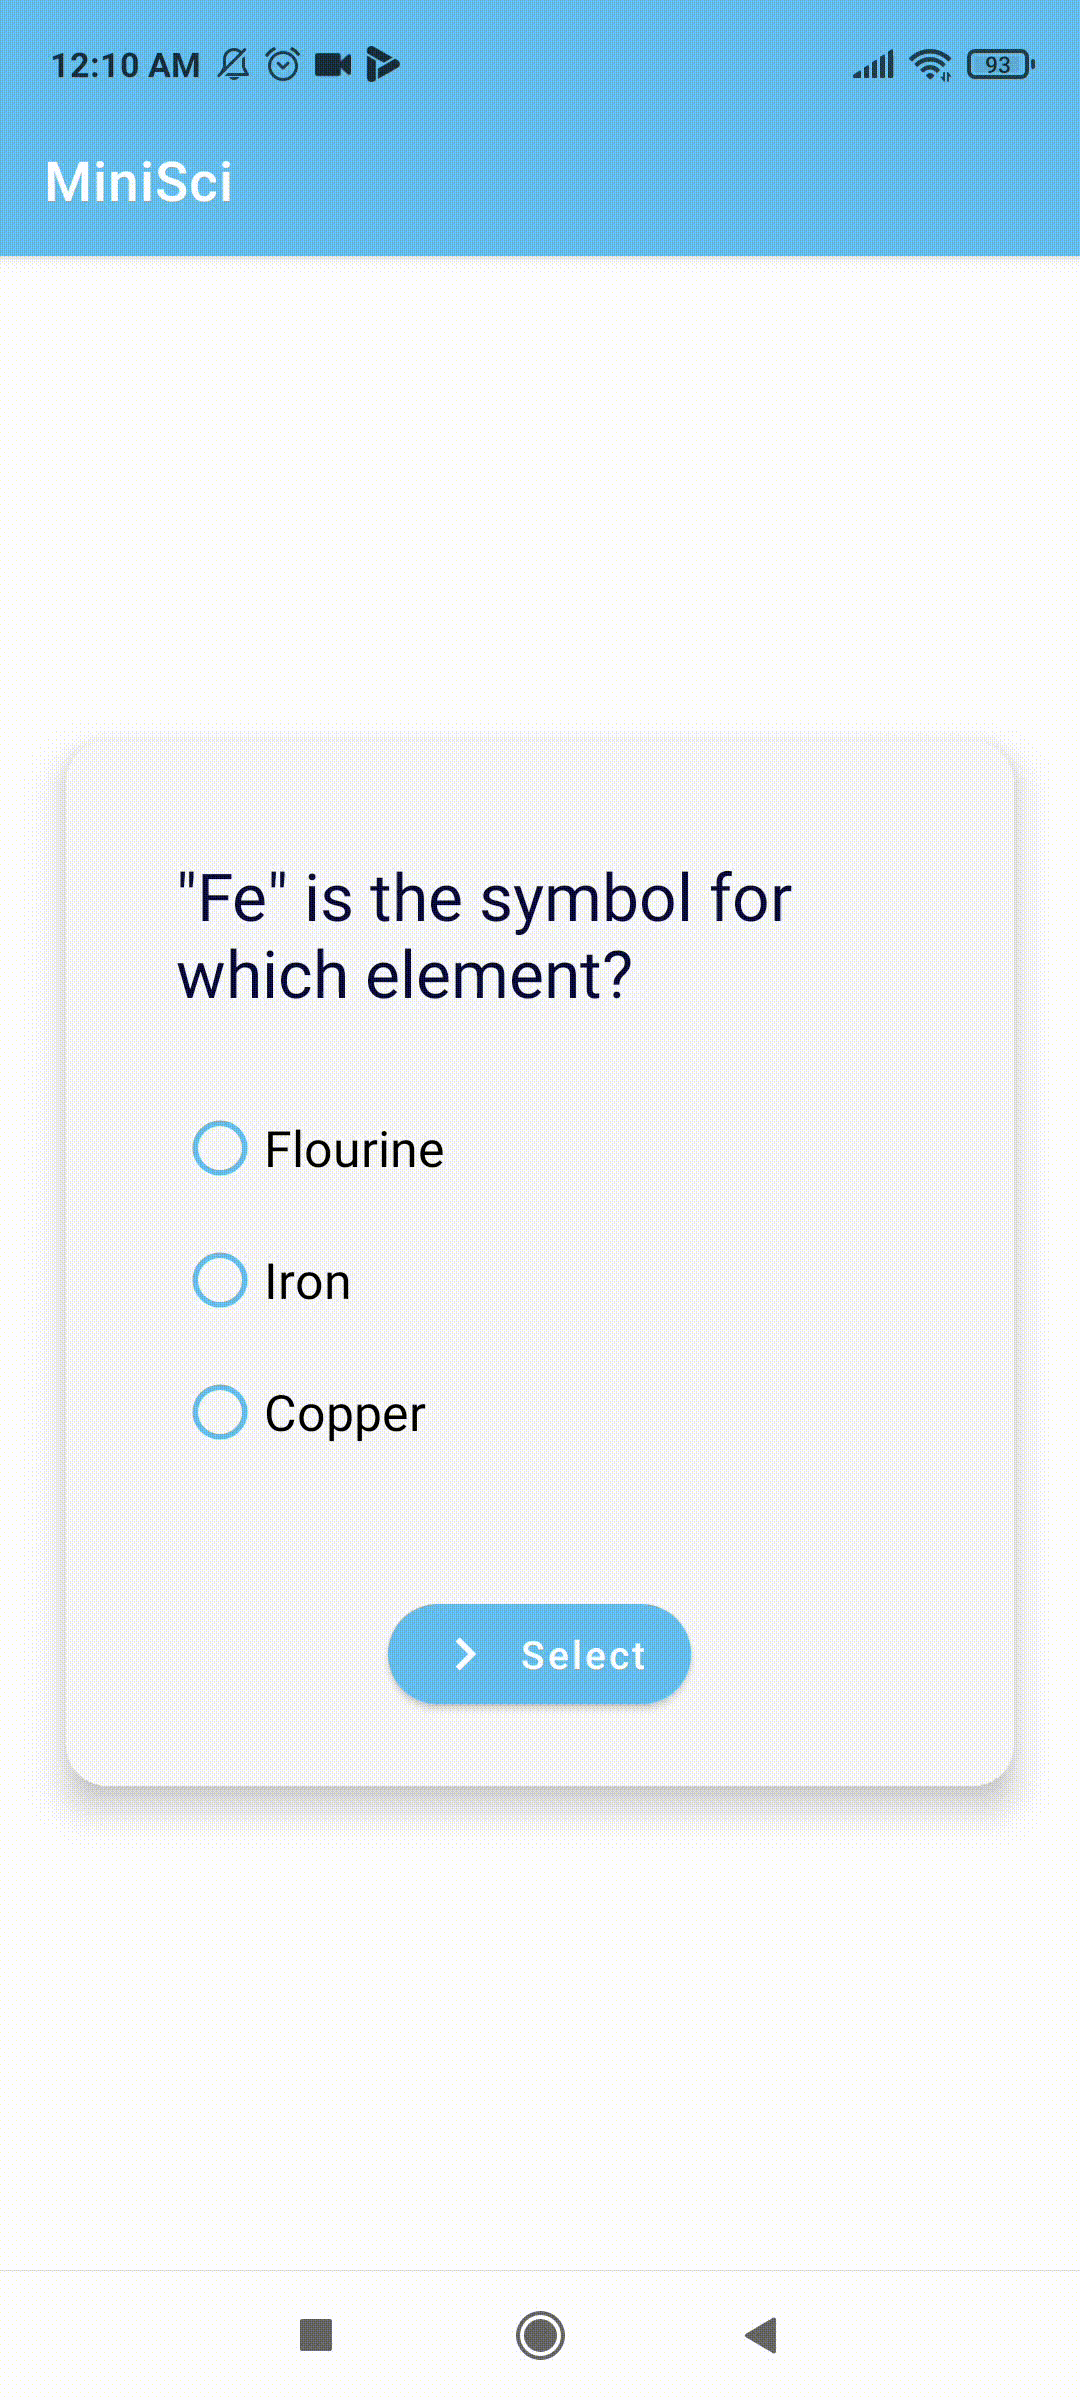 12:10 AM 93
MiniSci
"Fe" is the symbol for
which element?
Flourine
Iron
Copper
Select